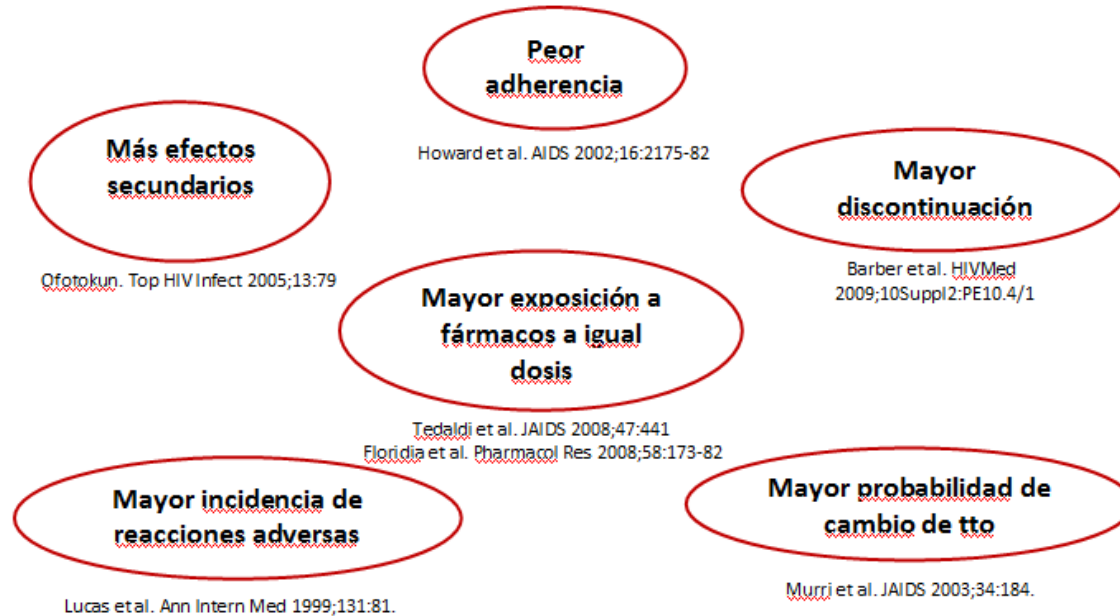 Peor
adherencia
Howard et al. AIDS 2002;16:2175-82
Más efectos
secundarios
Ofotokun. Top HIV Infect 2005;13:79
Mayor
discontinuación
Barber et al. HIVMed
2009;10Suppl2:PE10.4/1
Mayor exposición a
fármacos a igual
dosis
Tedaldi et al. JAIDS 2008;47:441
Floridia et al. Pharmacol Res 2008;58:173-82
Mayor incidencia de
reacciones adversas
Lucas et al. Ann Intern Med 1999;131:81.
Mayor probabilidad de
cambio de tto
Murri et al. JAIDS 2003;34:184.